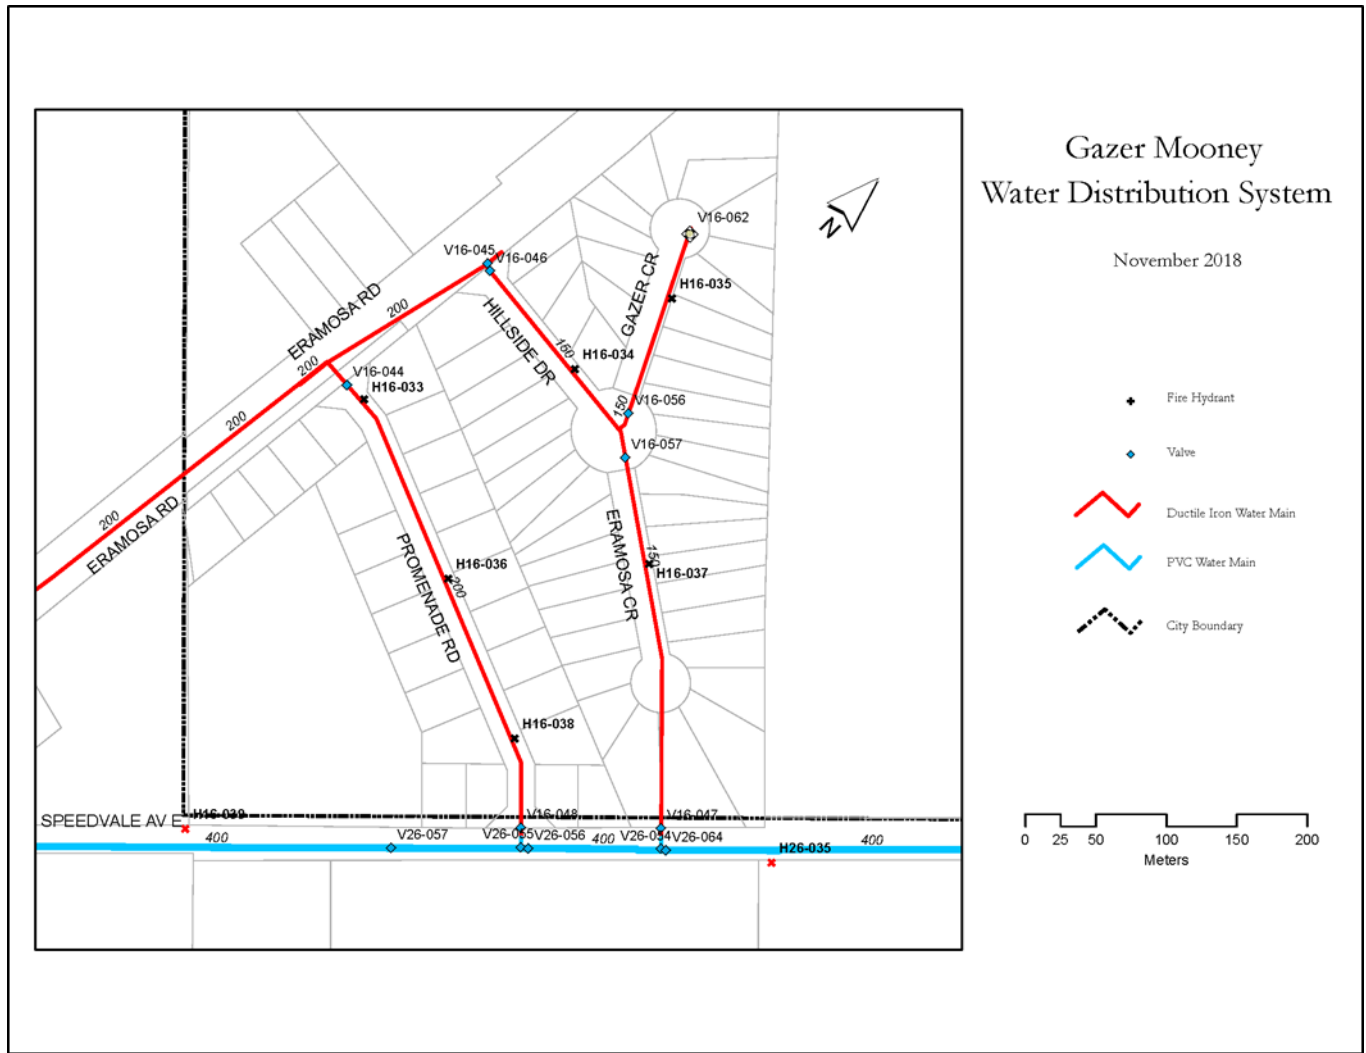 Gazer Mooney
Water Distribution System
November 2018
N
V16-062
V16-045
V16-046
H16-035
GAZER CR
ERAMOSA RD
200
HILLSIDE DR
150
H16-034
200
V16-044
H16-033
150
V16-056
200
V16-057
200
ERAMOSA RD
PROMENADE RD
H16-036
200
ERAMOSA CR
150
H16-037
H16-038
SPEEDVALE AV E
H16-039
V16-048
V16-047
400
V26-057
V26-055
V26-056
400
V26-054
V26-064
400
H26-035
Fire Hydrant
Valve
Ductile Iron Water Main
PVC Water Main
City Boundary
0 25 50 100 150 200
Meters